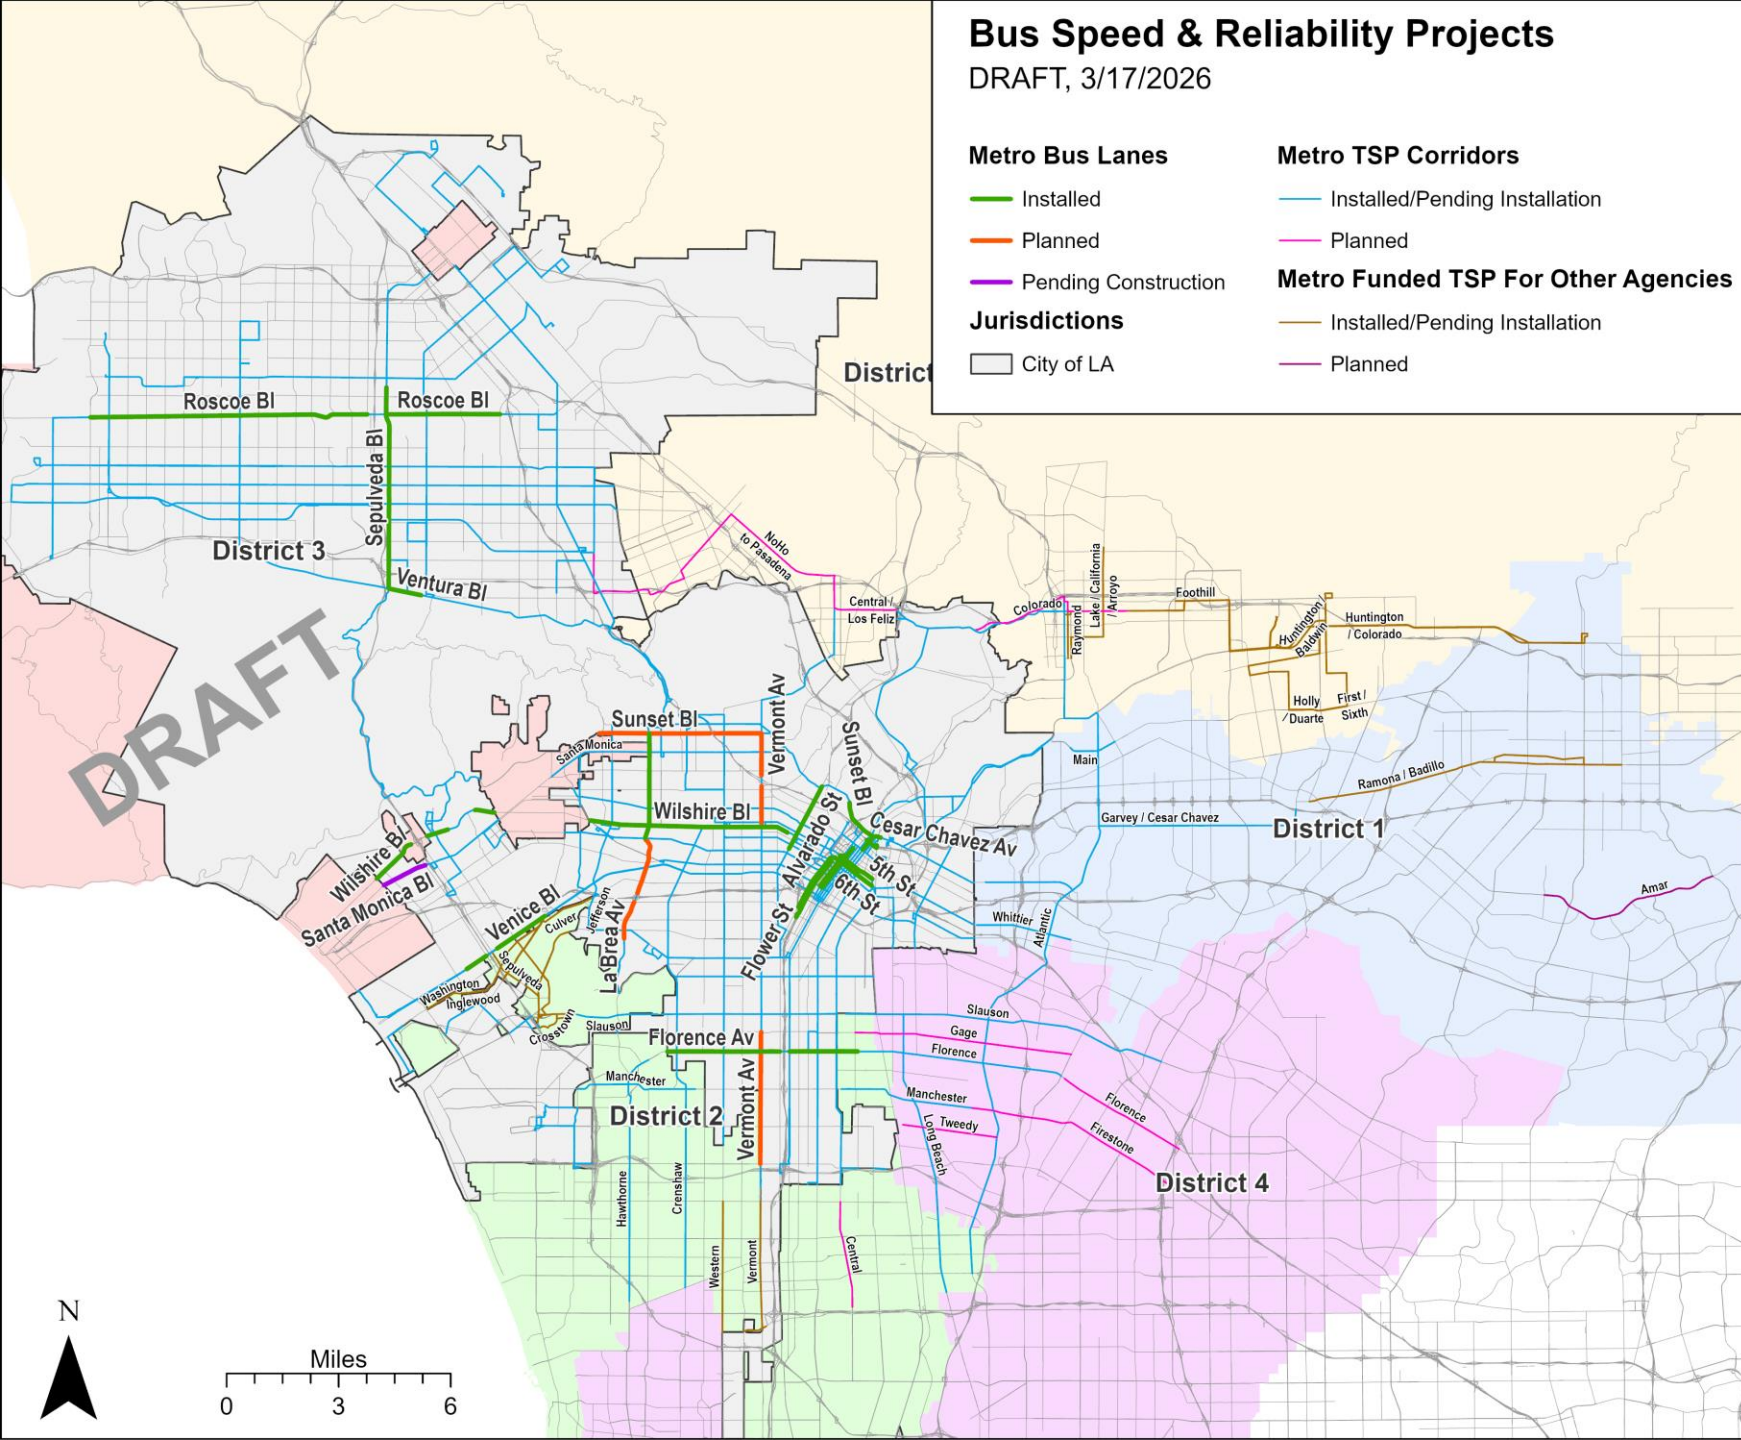 Bus Speed & Reliability Projects
DRAFT, 3/17/2026
Metro Bus Lanes
Installed
Planned
Pending Construction
Jurisdictions
City of LA
Metro TSP Corridors
Installed/Pending Installation
Planned
Metro Funded TSP For Other Agencies
Installed/Pending Installation
Planned
District
Roscoe Bl
Roscoe Bl
Sepulveda Bl
District 3
Ventura Bl
NoHo
to Pasadena
Central /
Los Feliz
Colorado
Raymond
Lake / California
/ Arroyo
Foothill
Huntington /
Baldwin
Huntington
/ Colorado
Holly
/ Duarte
First /
Sixth
DRAFT
Sunset Bl
Santa Monica
Vermont Av
Sunset Bl
Main
Ramona / Badillo
Wilshire Bl
Alvarado St
Cesar Chavez Av
Garvey / Cesar Chavez
District 1
Wilshire Bl
Santa Monica Bl
5th St
6th St
Flower St
Venice Bl
Culver
Jefferson
La Brea Av
Whittier
Atlantic
Amar
Sepulveda
Washington
Inglewood
Crosstown
Slauson
Slauson
Gage
Florence Av
Florence
Manchester
Vermont Av
Manchester
Florence
District 2
Tweedy
Long Beach
Firestone
District 4
Hawthorne
Crenshaw
Western
Vermont
Central
N
Miles
0 3 6